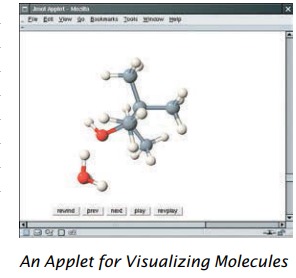 Jmol Applet - Mozilla
File Edit View Go Bookmarks Tools Window Help
rewind prev next play revplay
An Applet for Visualizing Molecules